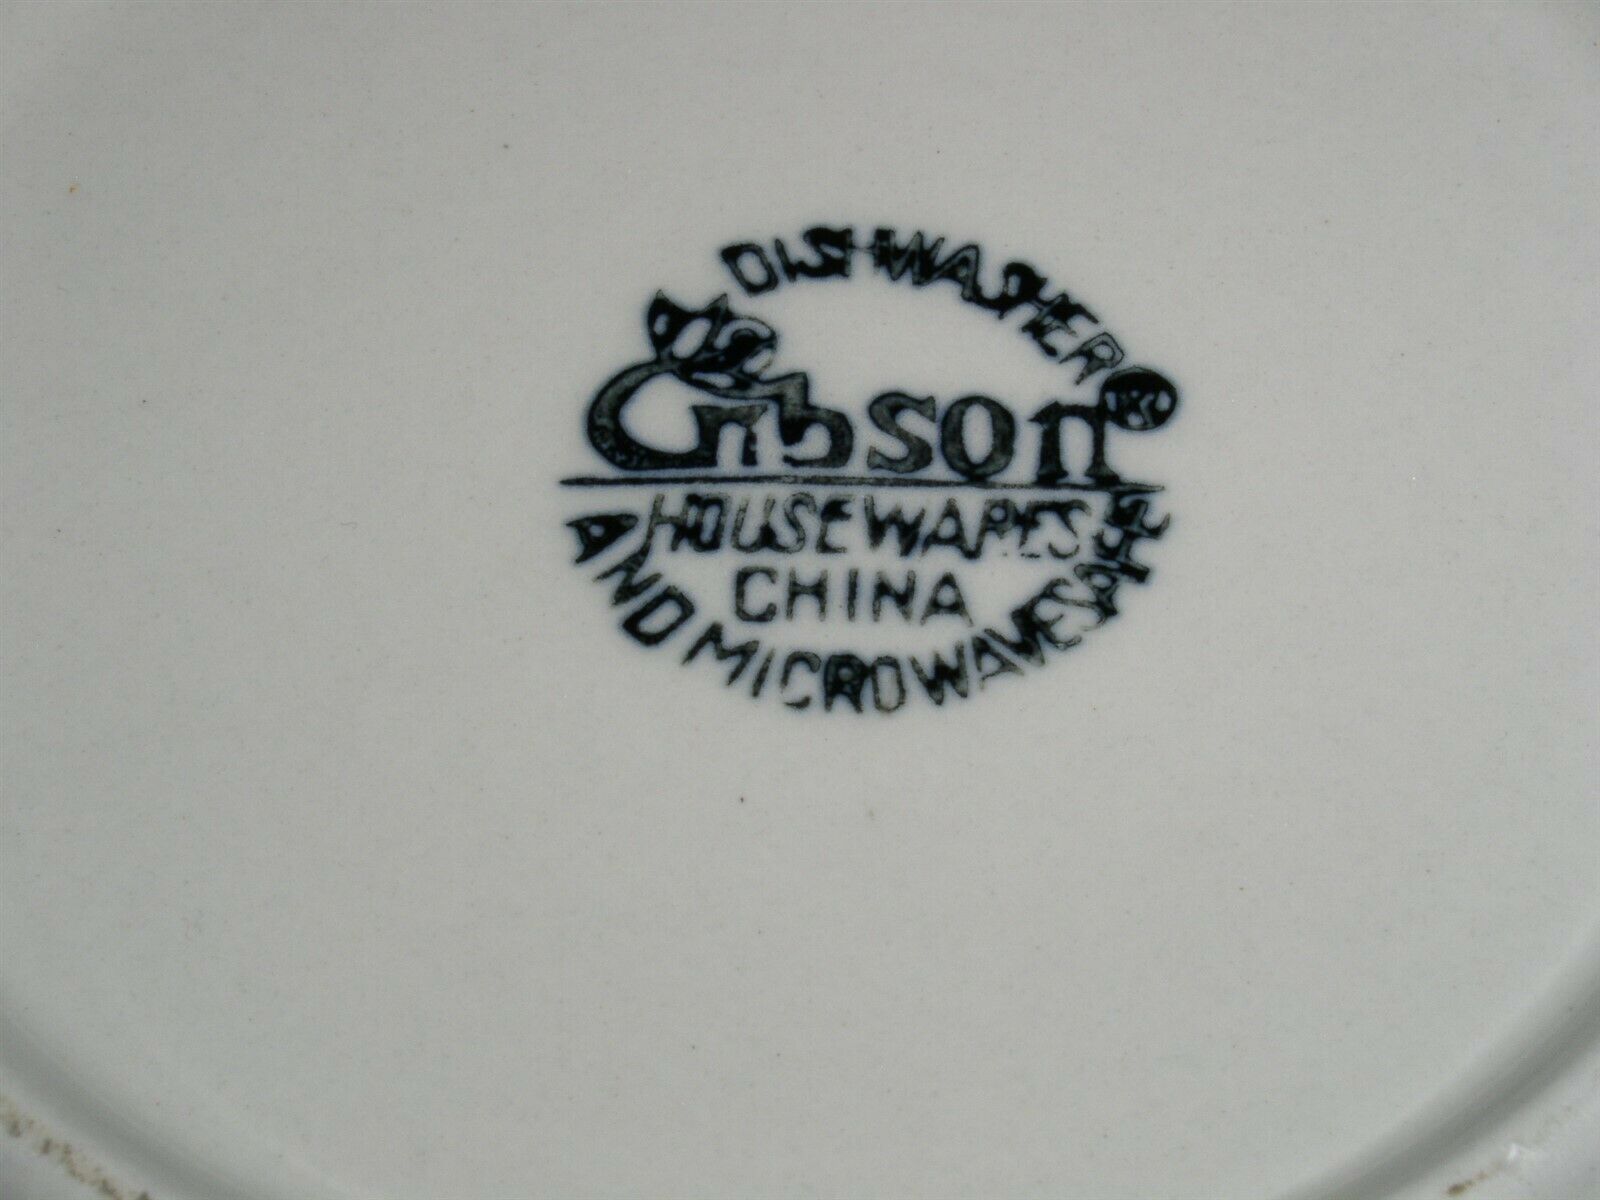 DISHWASHER
Gibson®
HOUSEWARES
CHINA
AND MICROWAVE SAFE